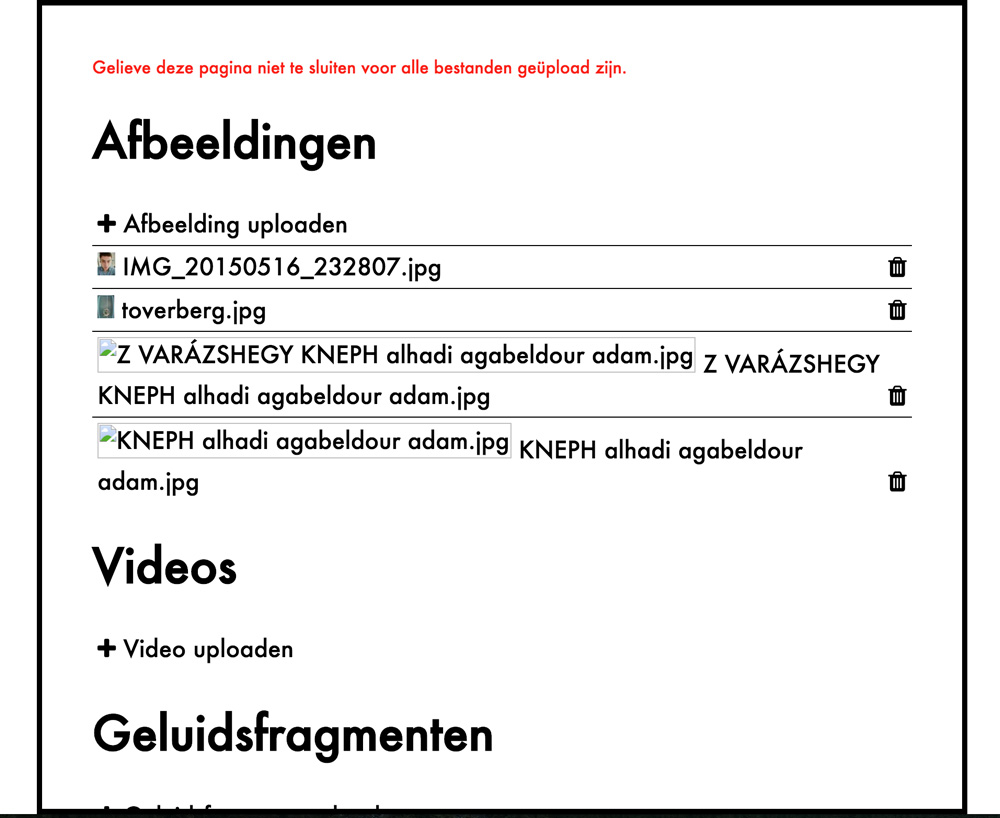 Gelieve deze pagina niet te sluiten voor alle bestanden geüpload zijn.
Afbeeldingen
Afbeelding uploaden
IMG_20150516_232807.jpg
toverberg.jpg
Z VARÁZSHEGY KNEPH alhadi agabeldour adam.jpg Z VARÁZSHEGY
KNEPH alhadi agabeldour adam.jpg
KNEPH alhadi agabeldour adam.jpg KNEPH alhadi agabeldour
adam.jpg
Videos
Video uploaden
Geluidsfragmenten